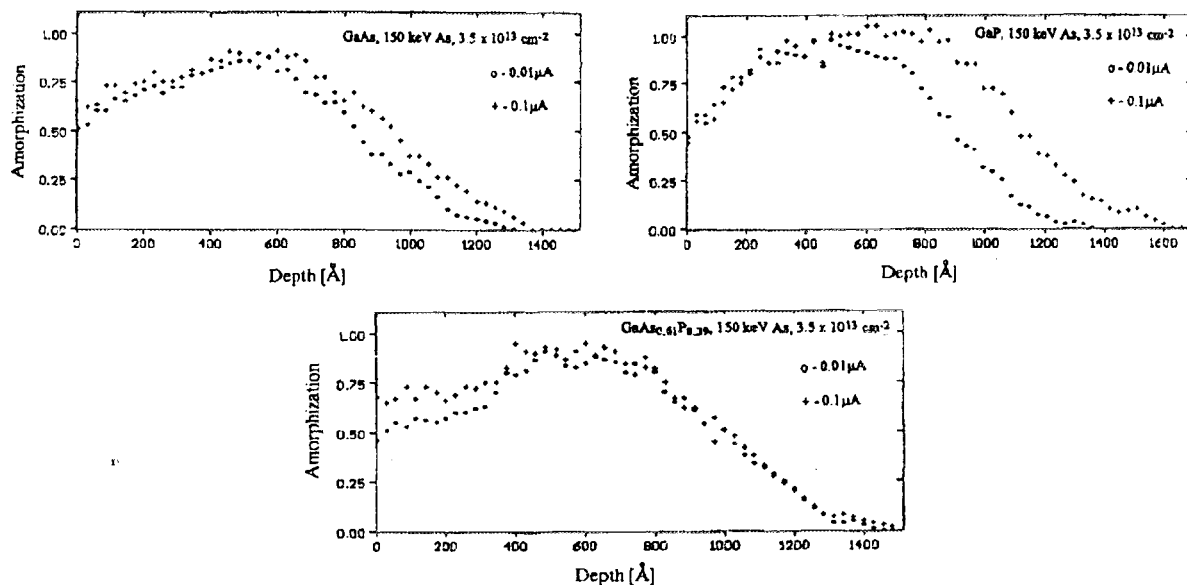 GaAs, 150 keV As, 3.5 x 10¹³ cm⁻²
o - 0.01µA
+ - 0.1µA
Amorphization
1.00
0.75
0.50
0.25
0.00
0 200 400 600 800 1000 1200 1400
Depth [Å]
GaP, 150 keV As, 3.5 x 10¹³ cm⁻²
o - 0.01µA
+ - 0.1µA
Amorphization
1.00
0.75
0.50
0.25
0.00
0 200 400 600 800 1000 1200 1400 1600
Depth [Å]
GaAs₀.₆₁P₀.₃₉, 150 keV As, 3.5 x 10¹³ cm⁻²
o - 0.01µA
+ - 0.1µA
Amorphization
1.00
0.75
0.50
0.25
0.00
0 200 400 600 800 1000 1200 1400
Depth [Å]